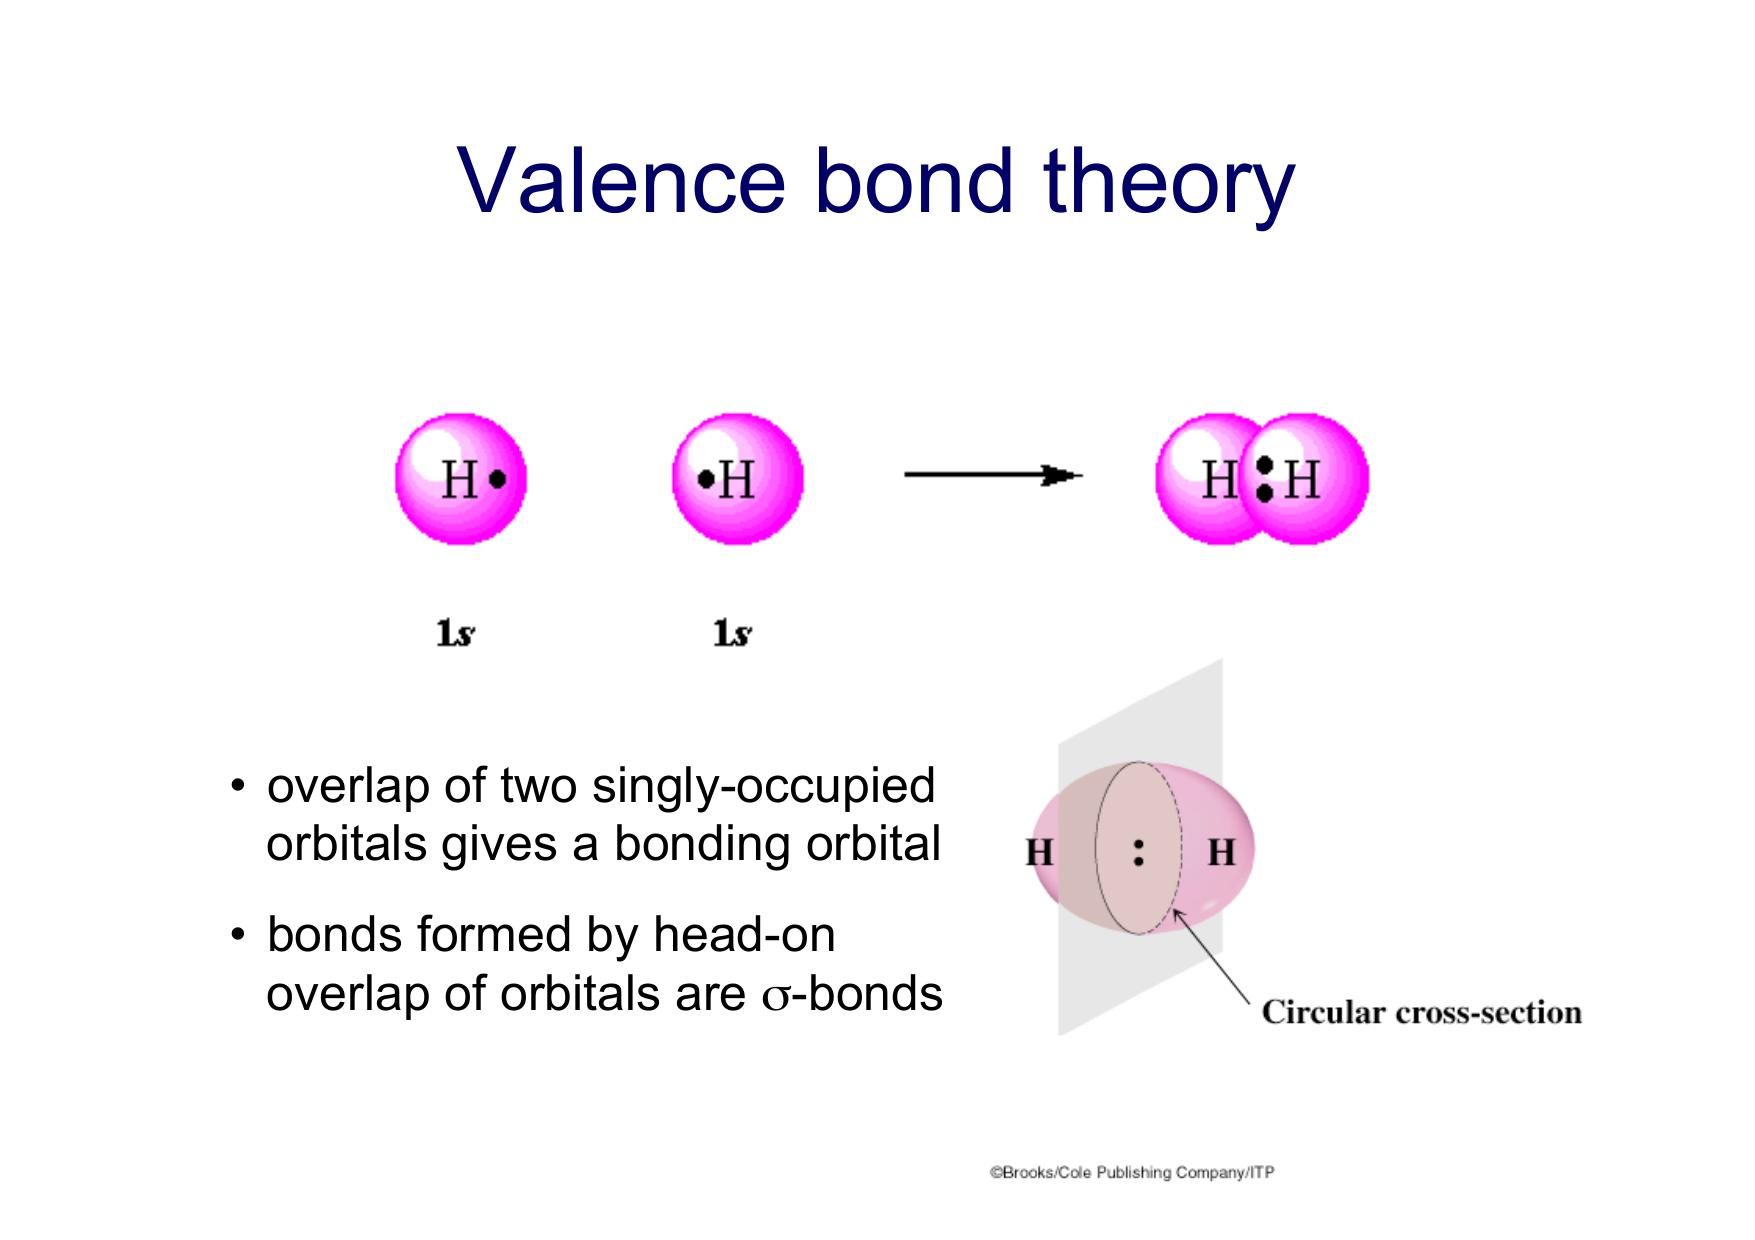 Valence bond theory
H• •H H:H
1s 1s
• overlap of two singly-occupied
orbitals gives a bonding orbital
H : H
• bonds formed by head-on
overlap of orbitals are σ-bonds
Circular cross-section
©Brooks/Cole Publishing Company/ITP